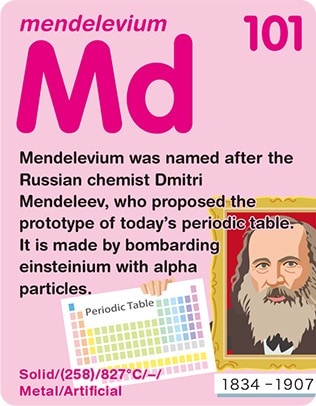 mendelevium
101
Md
Mendelevium was named after the
Russian chemist Dmitri
Mendeleev, who proposed the
prototype of today's periodic table.
It is made by bombarding
einsteinium with alpha
particles.
Periodic Table
Solid/(258)/827°C/–/
Metal/Artificial
1834 –1907